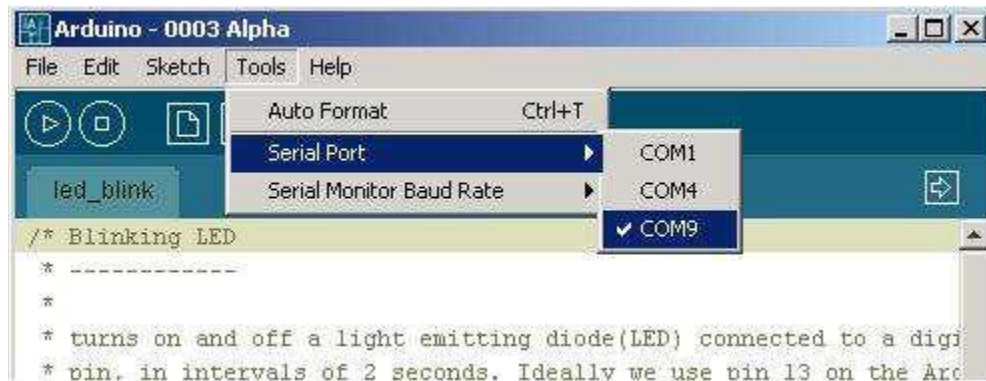 Arduino - 0003 Alpha
File Edit Sketch Tools Help
Auto Format Ctrl+T
Serial Port
COM1
led_blink
Serial Monitor Baud Rate
COM4
COM9
/* Blinking LED
* ------------
*
* turns on and off a light emitting diode(LED) connected to a digi
* pin, in intervals of 2 seconds. Ideally we use pin 13 on the Ard